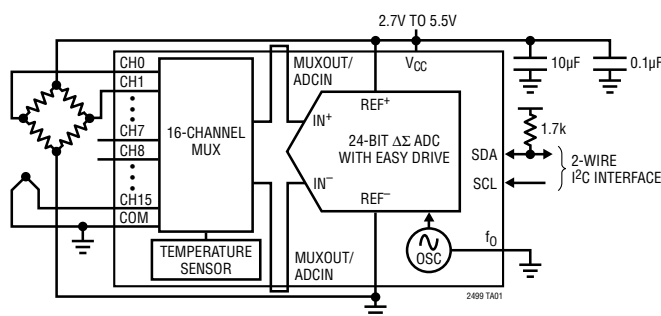 2.7V TO 5.5V
CH0
CH1
CH7
CH8
CH15
COM
16-CHANNEL
MUX
TEMPERATURE
SENSOR
MUXOUT/
ADCIN
VCC
10µF
0.1µF
REF+
IN+
24-BIT ΔΣ ADC
WITH EASY DRIVE
IN–
REF–
1.7k
SDA
SCL
2-WIRE
I2C INTERFACE
MUXOUT/
ADCIN
OSC
fO
2499 TA01